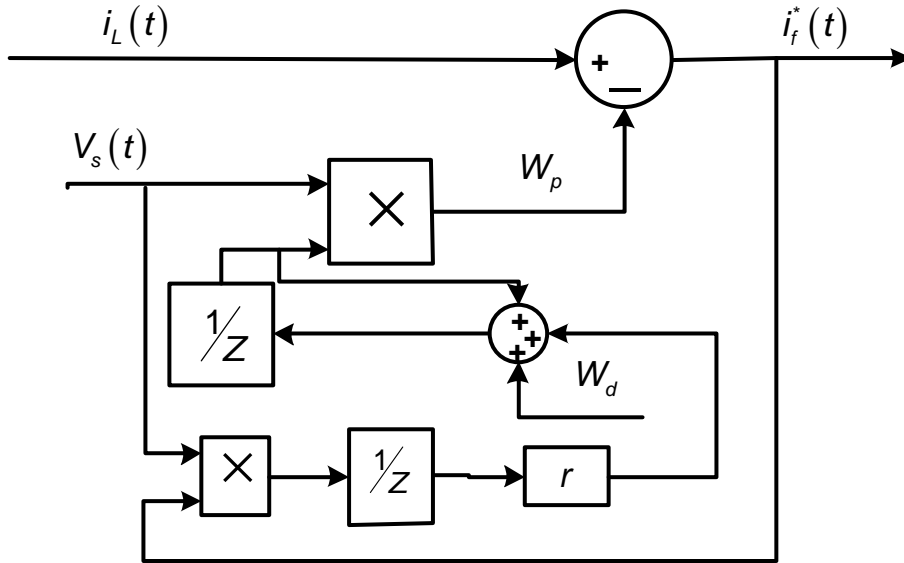 i_L(t)
i_f^*(t)
+
−
V_s(t)
W_p
×
1/Z
+
+
+
W_d
×
1/Z
r